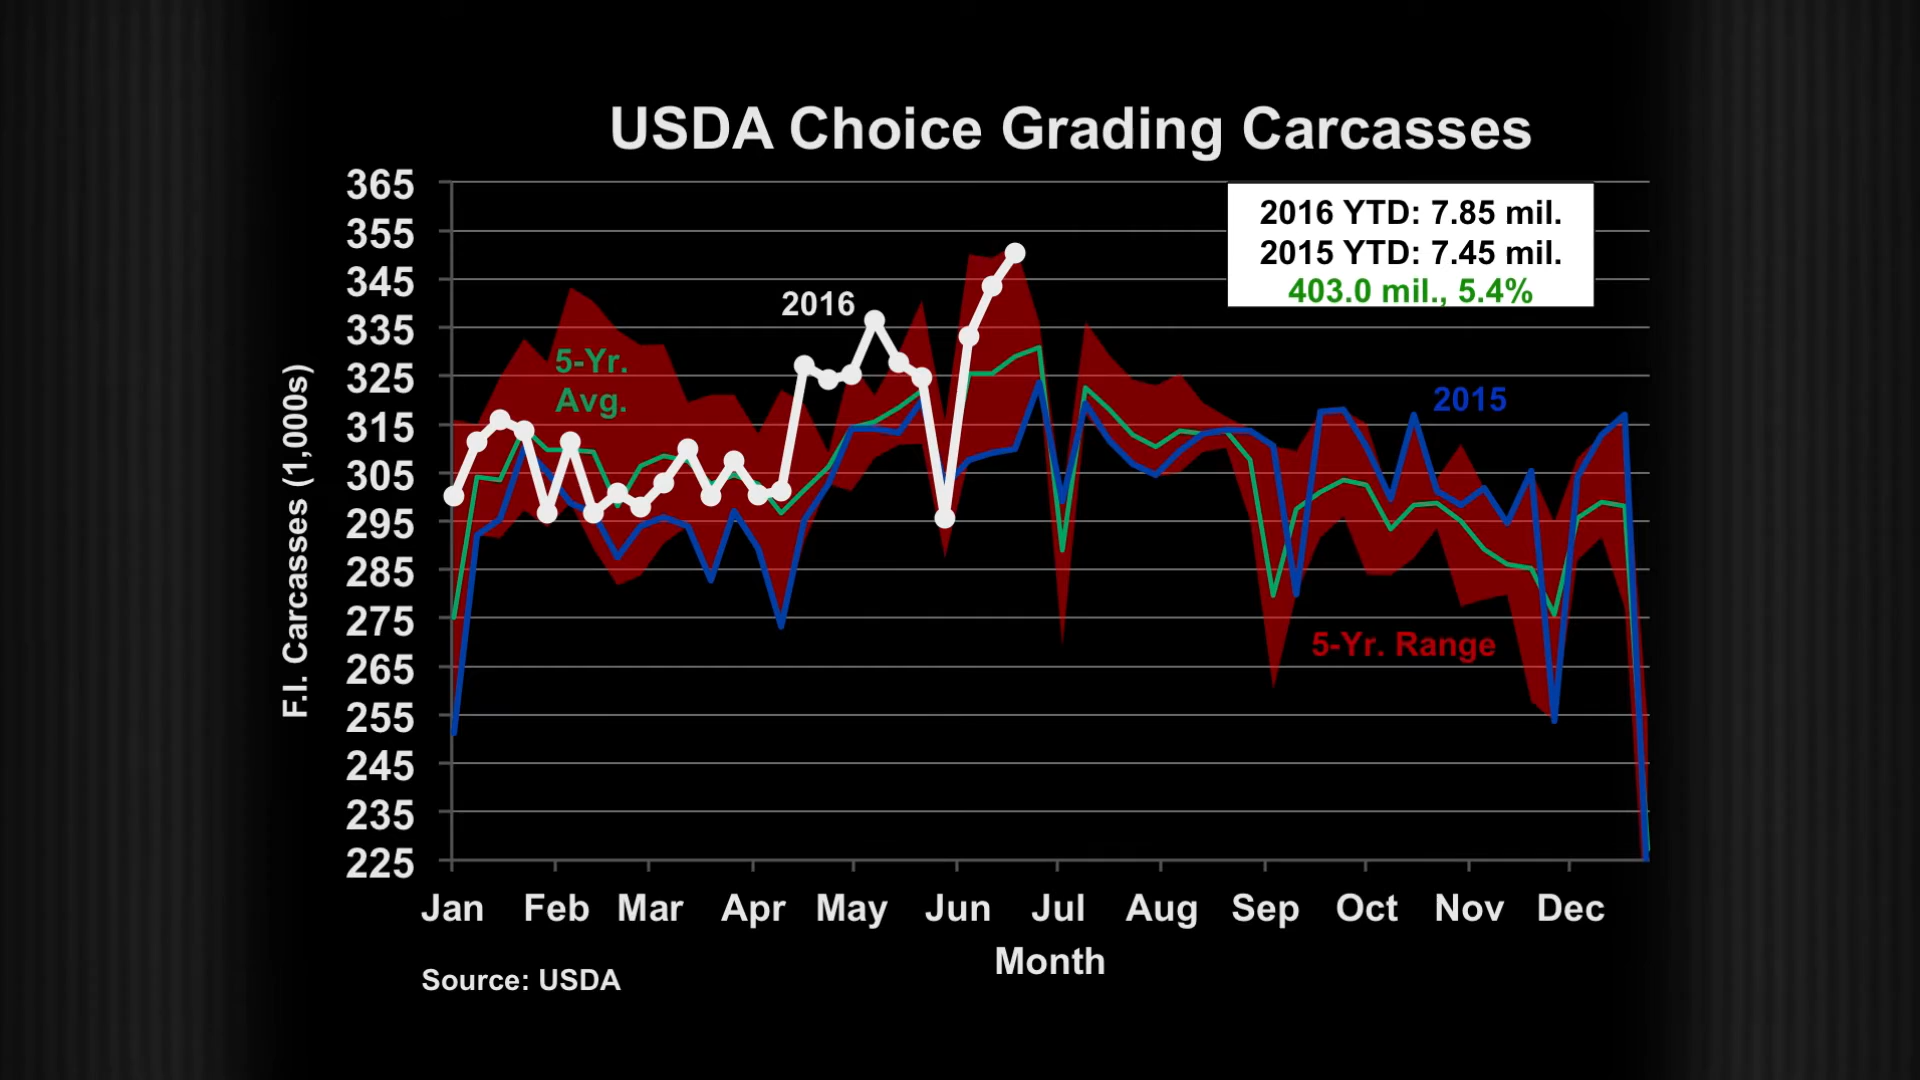 USDA Choice Grading Carcasses
365
355
345
335
325
315
305
295
285
275
265
255
245
235
225
F.I. Carcasses (1,000s)
2016 YTD: 7.85 mil.
2015 YTD: 7.45 mil.
403.0 mil., 5.4%
2016
5-Yr.
Avg.
2015
5-Yr. Range
Jan Feb Mar Apr May Jun Jul Aug Sep Oct Nov Dec
Month
Source: USDA